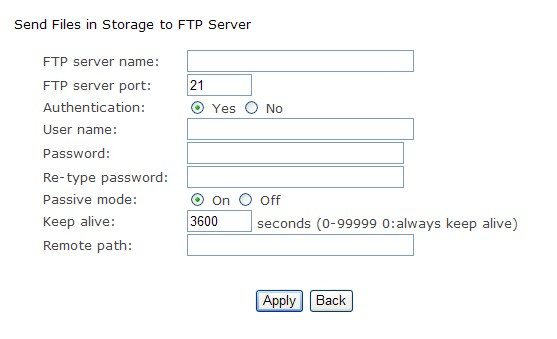 Send Files in Storage to FTP Server
FTP server name:
FTP server port: 21
Authentication: Yes No
User name:
Password:
Re-type password:
Passive mode: On Off
Keep alive: 3600 seconds (0-99999 0:always keep alive)
Remote path:
Apply Back